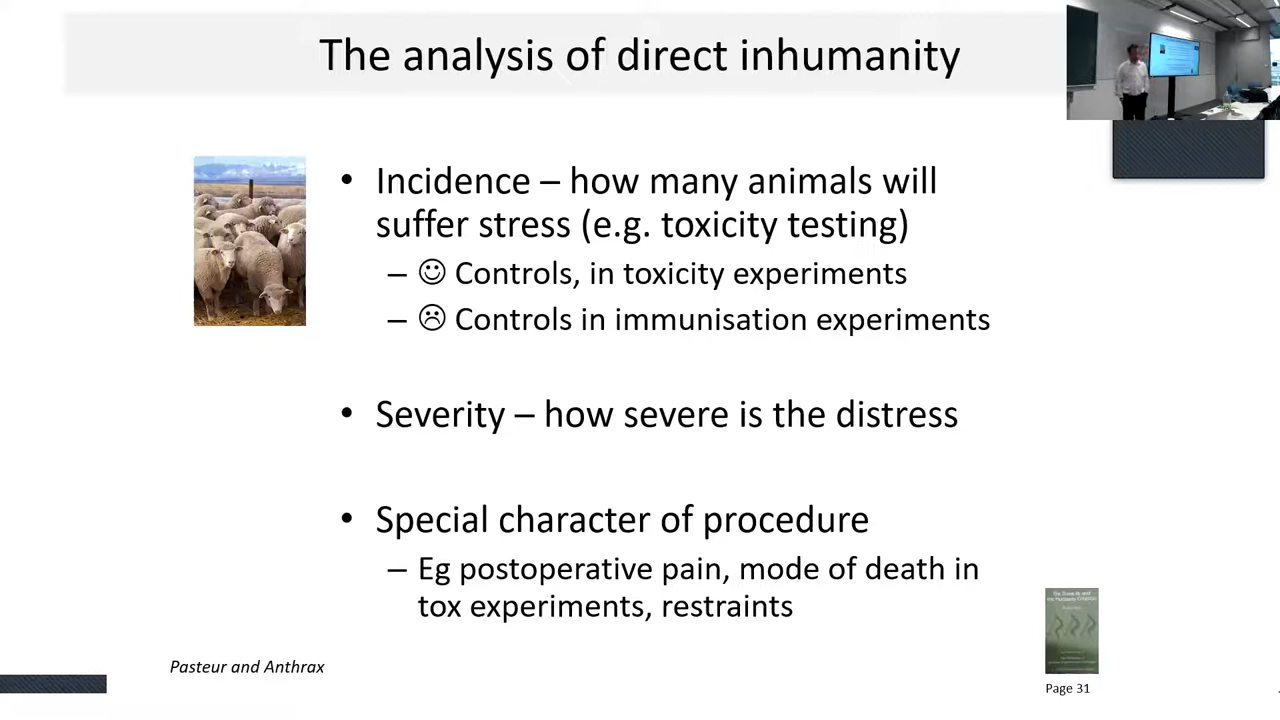 The analysis of direct inhumanity
• Incidence – how many animals will
suffer stress (e.g. toxicity testing)
– ☺ Controls, in toxicity experiments
– ☹ Controls in immunisation experiments
• Severity – how severe is the distress
• Special character of procedure
– Eg postoperative pain, mode of death in
tox experiments, restraints
Pasteur and Anthrax
Page 31